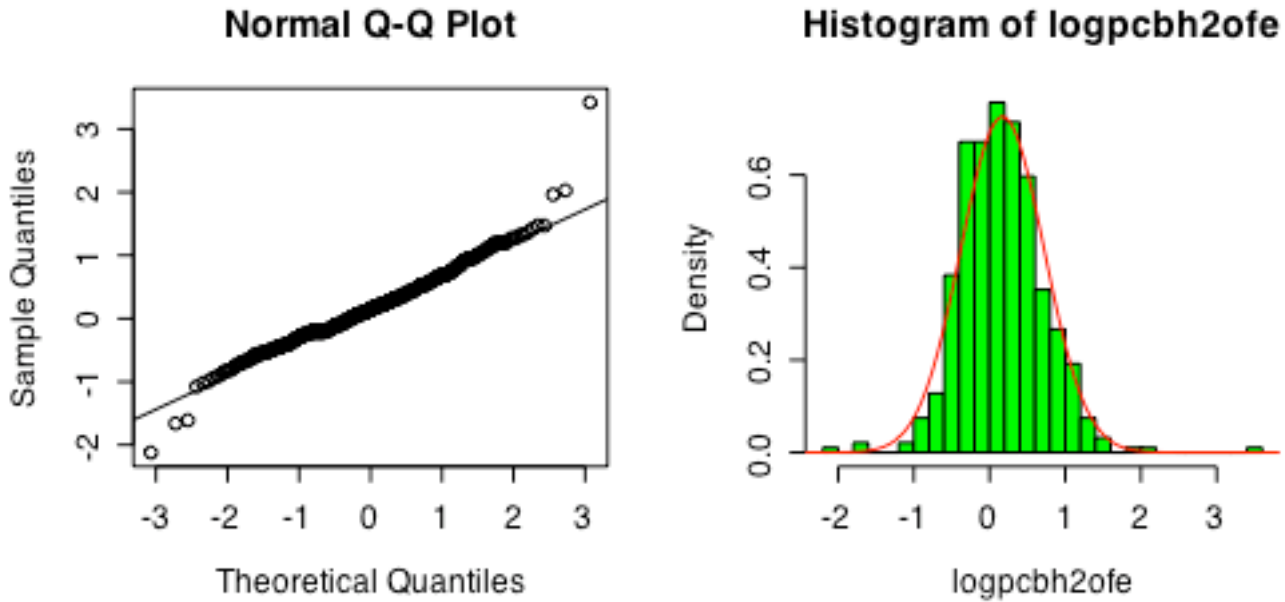 Normal Q-Q Plot
Sample Quantiles
3
2
1
0
-1
-2
-3 -2 -1 0 1 2 3
Theoretical Quantiles
Histogram of logpcbh2ofe
Density
0.6
0.4
0.2
0.0
-2 -1 0 1 2 3
logpcbh2ofe